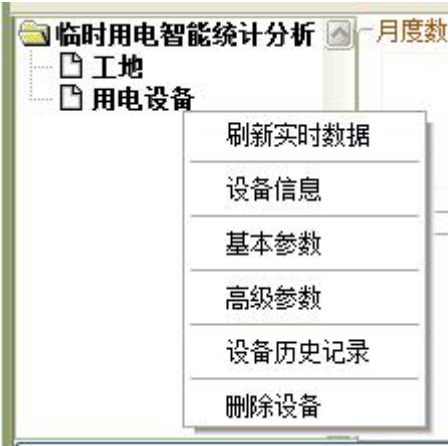 临时用电智能统计分析
月度数
工地
用电设备
刷新实时数据
设备信息
基本参数
高级参数
设备历史记录
删除设备